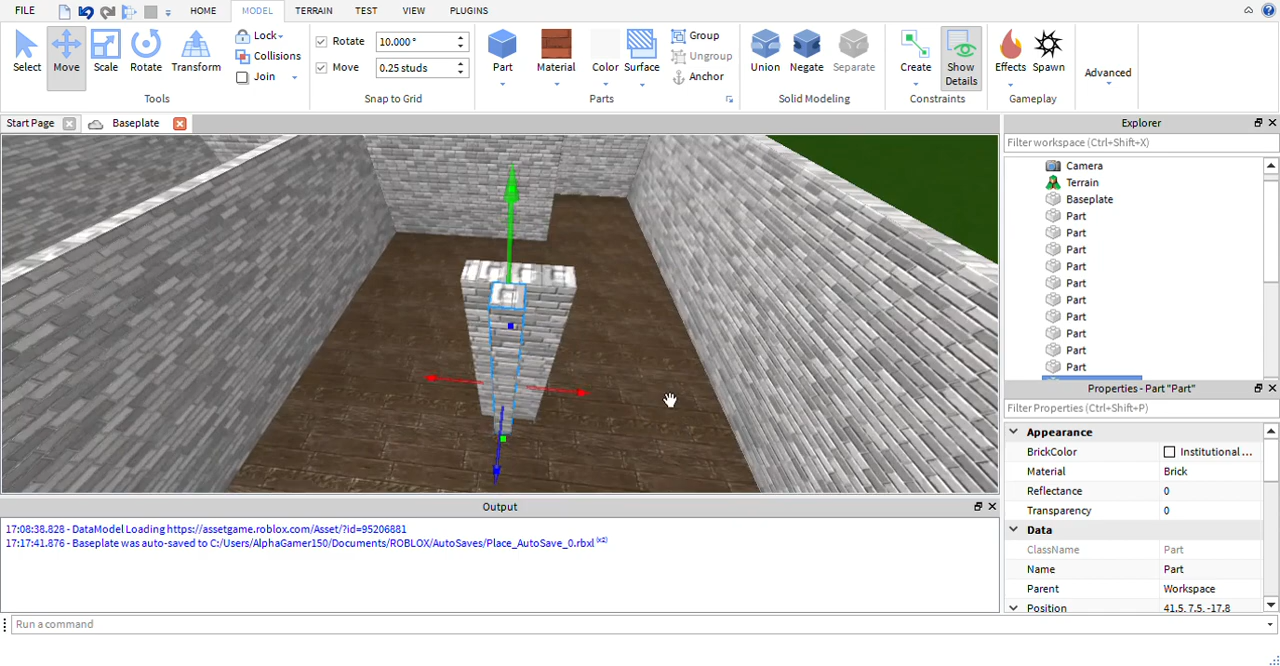 FILE HOME MODEL TERRAIN TEST VIEW PLUGINS
Select Move Scale Rotate Transform
Lock
Collisions
Join
Tools
Rotate 10.000 °
Move 0.25 studs
Snap to Grid
Part Material Color Surface
Group
Ungroup
Anchor
Parts
Union Negate Separate
Solid Modeling
Create Show Details
Constraints
Effects Spawn
Gameplay
Advanced
Start Page Baseplate
Explorer
Filter workspace (Ctrl+Shift+X)
Camera
Terrain
Baseplate
Part
Part
Part
Part
Part
Part
Part
Part
Part
Part
Properties - Part "Part"
Filter Properties (Ctrl+Shift+P)
Appearance
BrickColor Institutional ...
Material Brick
Reflectance 0
Transparency 0
Data
ClassName Part
Name Part
Parent Workspace
Position 41.5, 7.5, -17.8
Output
17:08:38.828 - DataModel Loading https://assetgame.roblox.com/Asset/?id=95206881
17:17:41.876 - Baseplate was auto-saved to C:/Users/AlphaGamer150/Documents/ROBLOX/AutoSaves/Place_AutoSave_0.rbxl (x2)
Run a command